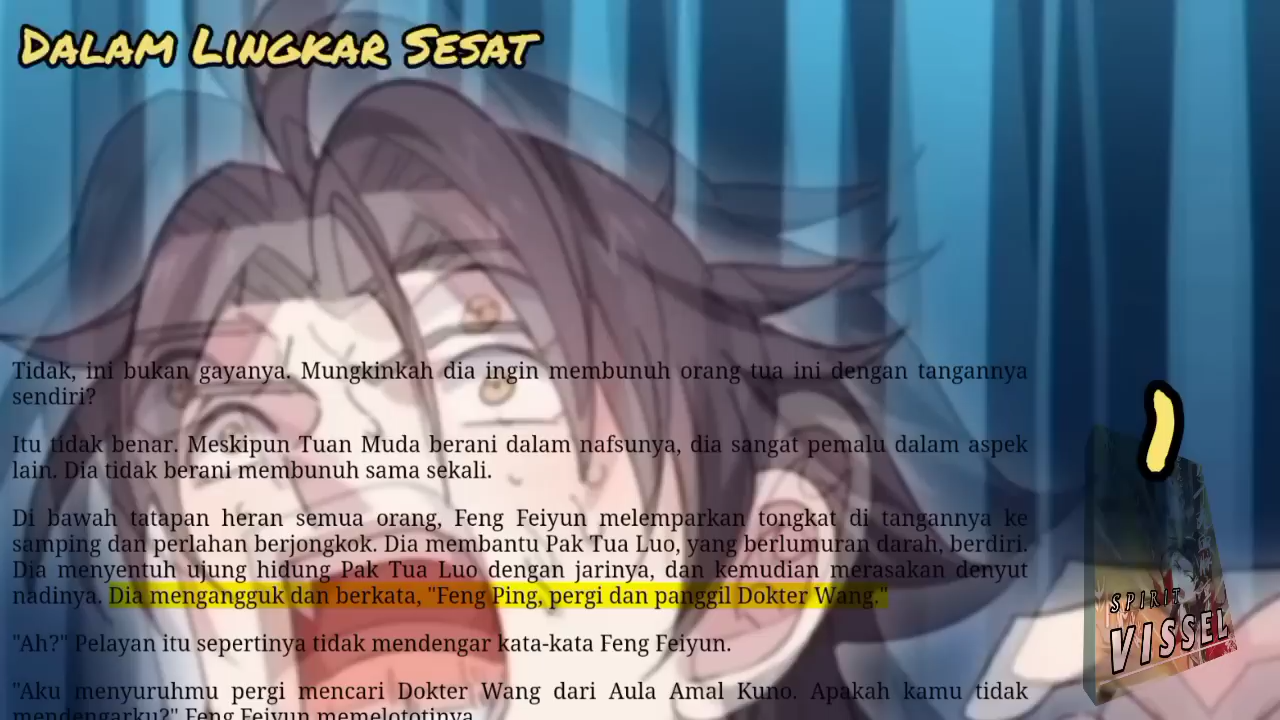 Dalam Lingkar Sesat
Tidak, ini bukan gayanya. Mungkinkah dia ingin membunuh orang tua ini dengan tangannya
sendiri?
Itu tidak benar. Meskipun Tuan Muda berani dalam nafsunya, dia sangat pemalu dalam aspek
lain. Dia tidak berani membunuh sama sekali.
Di bawah tatapan heran semua orang, Feng Feiyun melemparkan tongkat di tangannya ke
samping dan perlahan berjongkok. Dia membantu Pak Tua Luo, yang berlumuran darah, berdiri.
Dia menyentuh ujung hidung Pak Tua Luo dengan jarinya, dan kemudian merasakan denyut
nadinya. Dia mengangguk dan berkata, "Feng Ping, pergi dan panggil Dokter Wang."
"Ah?" Pelayan itu sepertinya tidak mendengar kata-kata Feng Feiyun.
"Aku menyuruhmu pergi mencari Dokter Wang dari Aula Amal Kuno. Apakah kamu tidak
mendengarku?" Feng Feiyun memelototinya.
1
SPIRIT
VISSEL